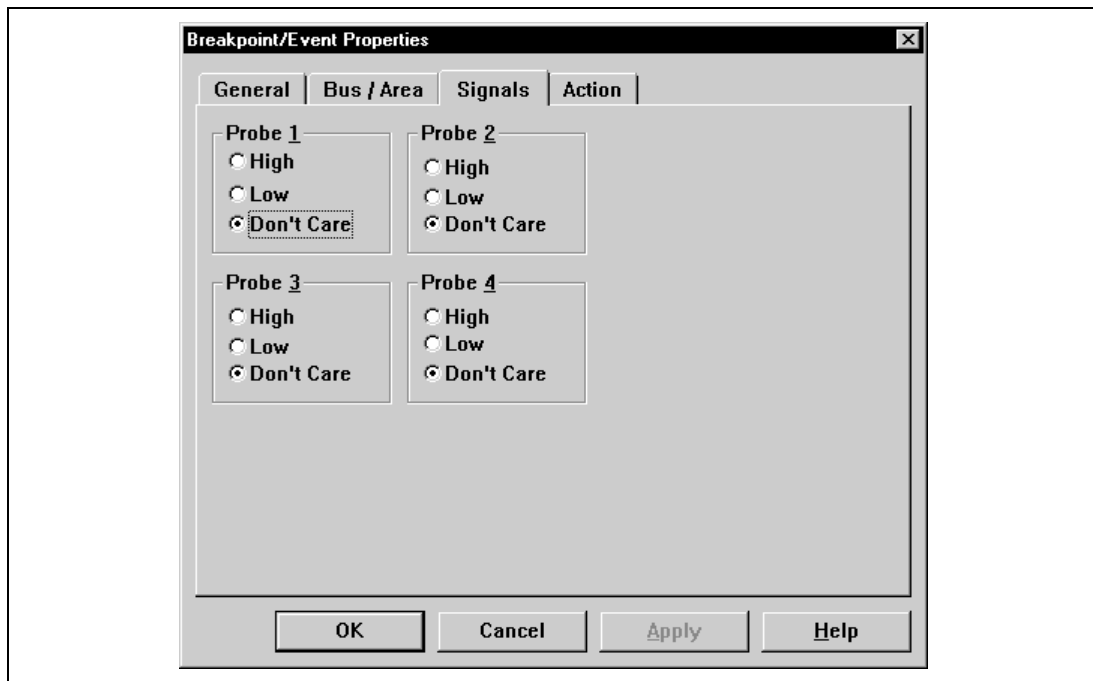 Breakpoint/Event Properties
General Bus / Area Signals Action
Probe 1
High
Low
Don't Care
Probe 2
High
Low
Don't Care
Probe 3
High
Low
Don't Care
Probe 4
High
Low
Don't Care
OK Cancel Apply Help